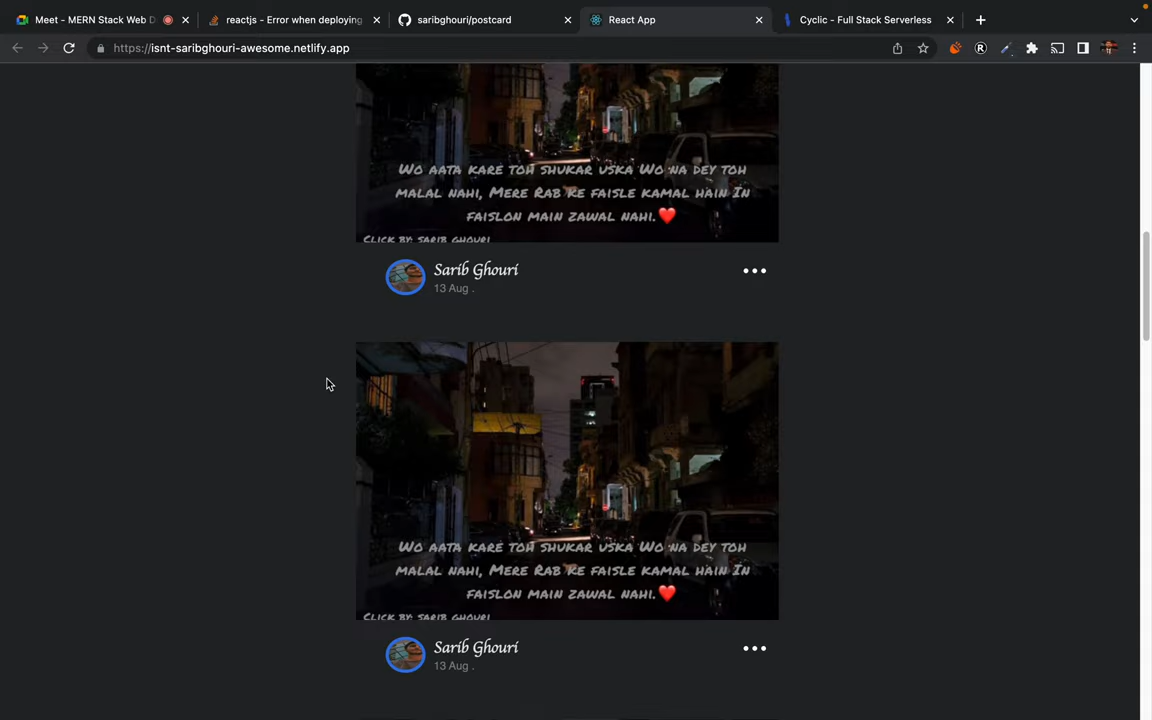 Meet - MERN Stack Web D
reactjs - Error when deploying
saribghouri/postcard
React App
Cyclic - Full Stack Serverless
https://isnt-saribghouri-awesome.netlify.app
Wo aata kare toh shukar uska Wo na dey toh
malal nahi, Mere Rab ke faisle kamal hain In
faislon main zawal nahi.❤️
Click by: sarib ghouri
Sarib Ghouri
13 Aug .
Wo aata kare toh shukar uska Wo na dey toh
malal nahi, Mere Rab ke faisle kamal hain In
faislon main zawal nahi.❤️
Click by: sarib ghouri
Sarib Ghouri
13 Aug .